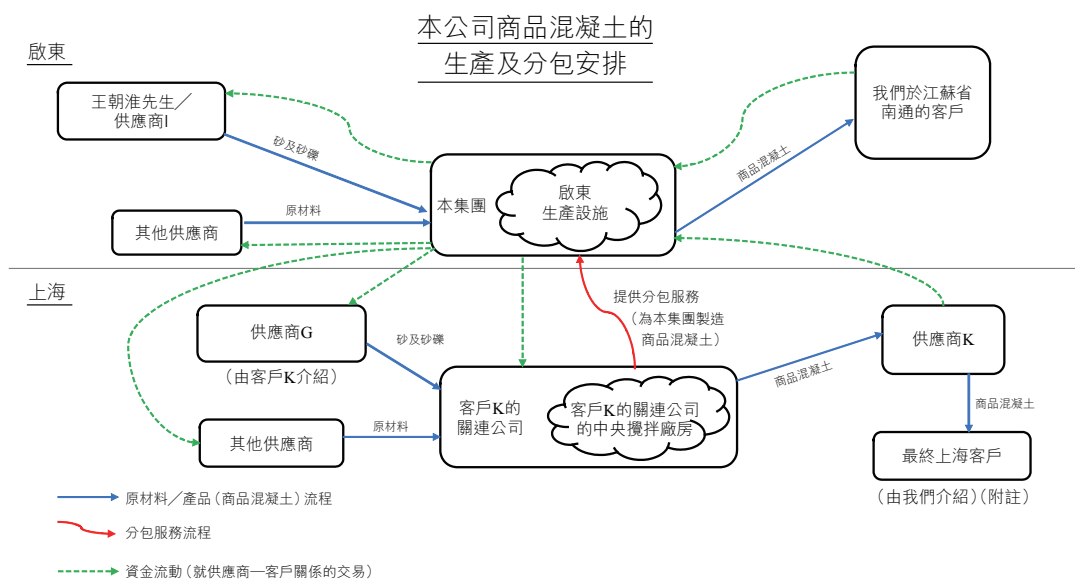 本公司商品混凝土的
生產及分包安排
啟東
王朝淮先生／
供應商I
砂及砂礫
其他供應商
原材料
本集團
啟東
生產設施
商品混凝土
我們於江蘇省
南通的客戶
上海
供應商G
（由客戶K介紹）
砂及砂礫
其他供應商
原材料
客戶K的
關連公司
客戶K的關連公司
的中央攪拌廠房
提供分包服務
（為本集團製造
商品混凝土）
商品混凝土
供應商K
商品混凝土
最終上海客戶
（由我們介紹）（附註）
原材料／產品（商品混凝土）流程
分包服務流程
資金流動（就供應商—客戶關係的交易）